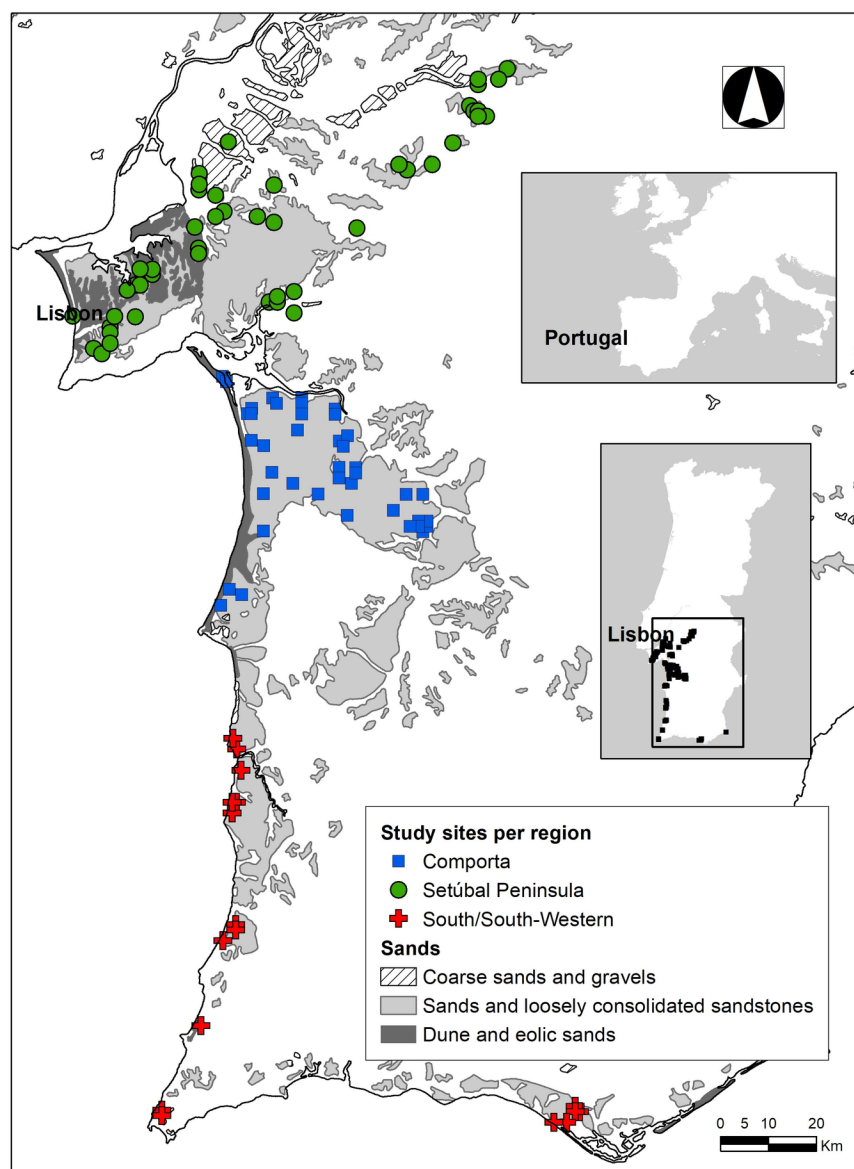 Lisbon
Portugal
Lisbon
Study sites per region
Comporta
Setúbal Peninsula
South/South-Western
Sands
Coarse sands and gravels
Sands and loosely consolidated sandstones
Dune and eolic sands
0 5 10 20
Km